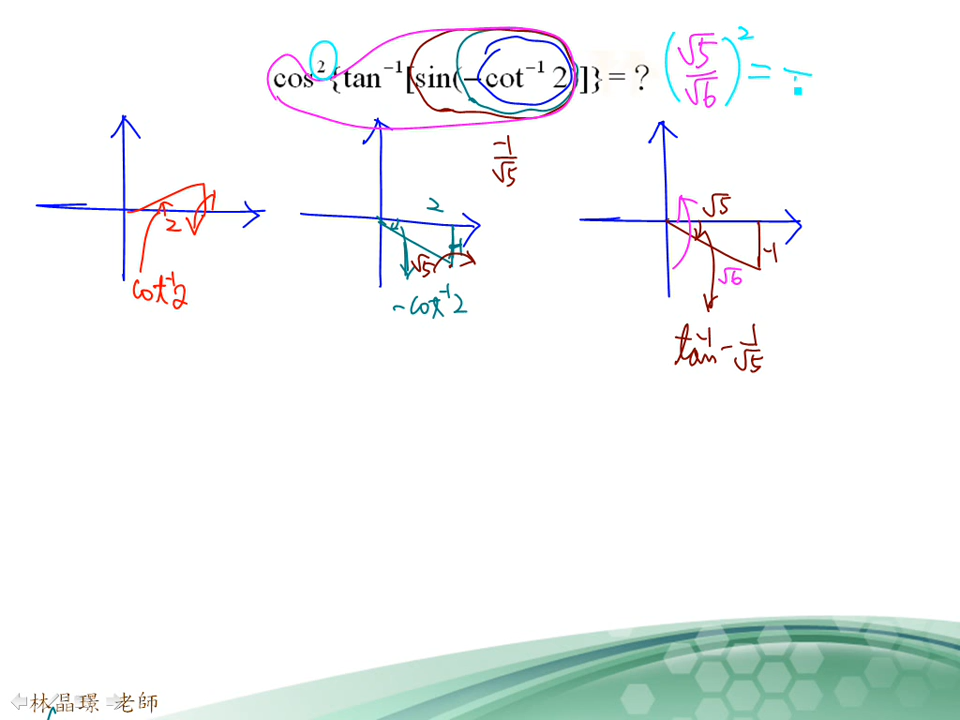 cos²{tan⁻¹[sin(−cot⁻¹ 2)]} = ？ (√5/√6)² =
-1/√5
2
cot⁻¹2
2
-1
√5
-cot⁻¹2
√5
-1
√6
tan⁻¹ -1/√5
林晶璟 老師